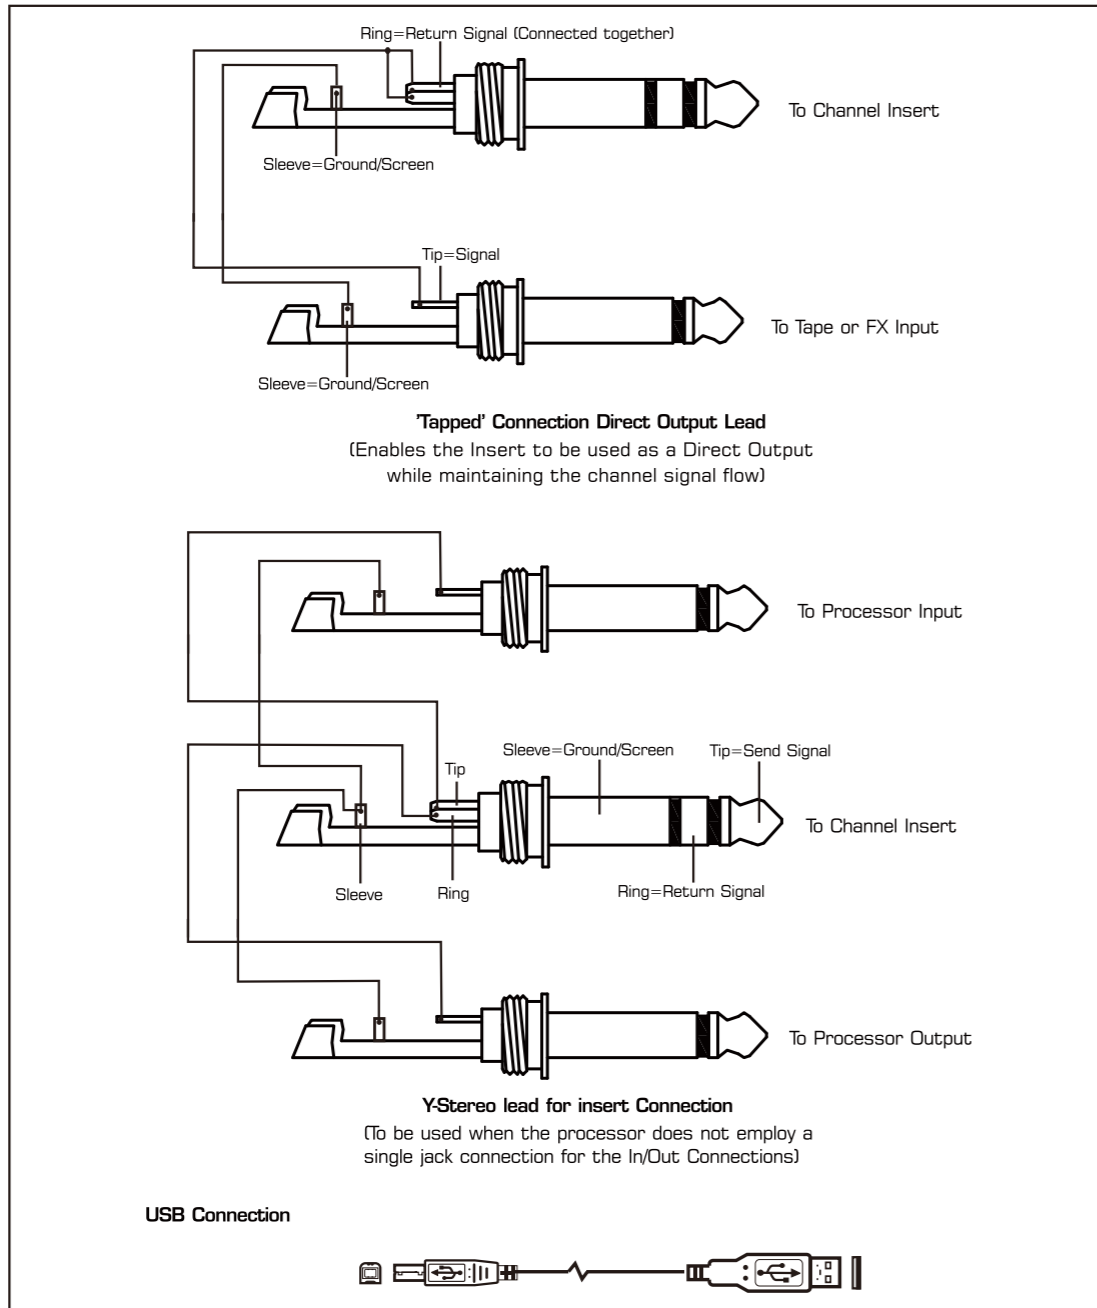 Ring=Return Signal (Connected together)
To Channel Insert
Sleeve=Ground/Screen
Tip=Signal
To Tape or FX Input
Sleeve=Ground/Screen
'Tapped' Connection Direct Output Lead
(Enables the Insert to be used as a Direct Output
while maintaining the channel signal flow)
To Processor Input
Sleeve=Ground/Screen
Tip=Send Signal
Tip
To Channel Insert
Sleeve
Ring
Ring=Return Signal
To Processor Output
Y-Stereo lead for insert Connection
(To be used when the processor does not employ a
single jack connection for the In/Out Connections)
USB Connection